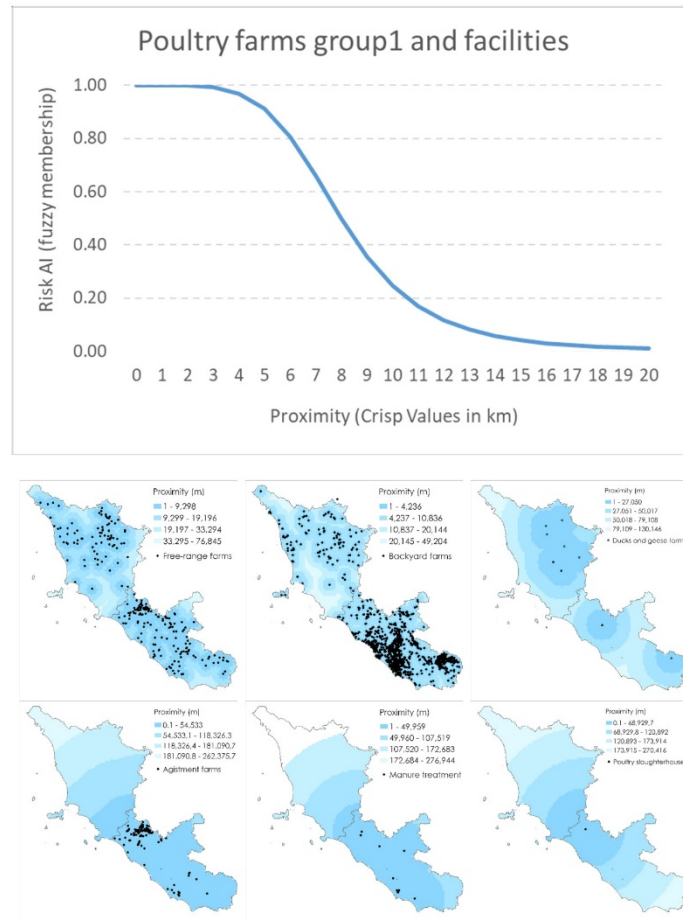 Poultry farms group1 and facilities
Risk AI (fuzzy membership)
1.00
0.80
0.60
0.40
0.20
0.00
0 1 2 3 4 5 6 7 8 9 10 11 12 13 14 15 16 17 18 19 20
Proximity (Crisp Values in km)
Proximity (m)
1 - 9,298
9,299 - 19,196
19,197 - 33,294
33,295 - 76,845
• Free-range farms
Proximity (m)
1 - 4,236
4,237 - 10,836
10,837 - 20,144
20,145 - 49,204
• Backyard farms
Proximity (m)
1 - 27,050
27,051 - 50,017
50,018 - 79,108
79,109 - 130,146
• Ducks and geese farm
Proximity (m)
0.1 - 54,533
54,533.1 - 118,326.3
118,326.4 - 181,090.7
181,090.8 - 262,375.7
• Agistment farms
Proximity (m)
1 - 49,959
49,960 - 107,519
107,520 - 172,683
172,684 - 276,944
• Manure treatment
Proximity (m)
0.1 - 68,929.7
68,929.8 - 120,892
120,893 - 173,914
173,915 - 270,416
• Poultry slaughterhouse